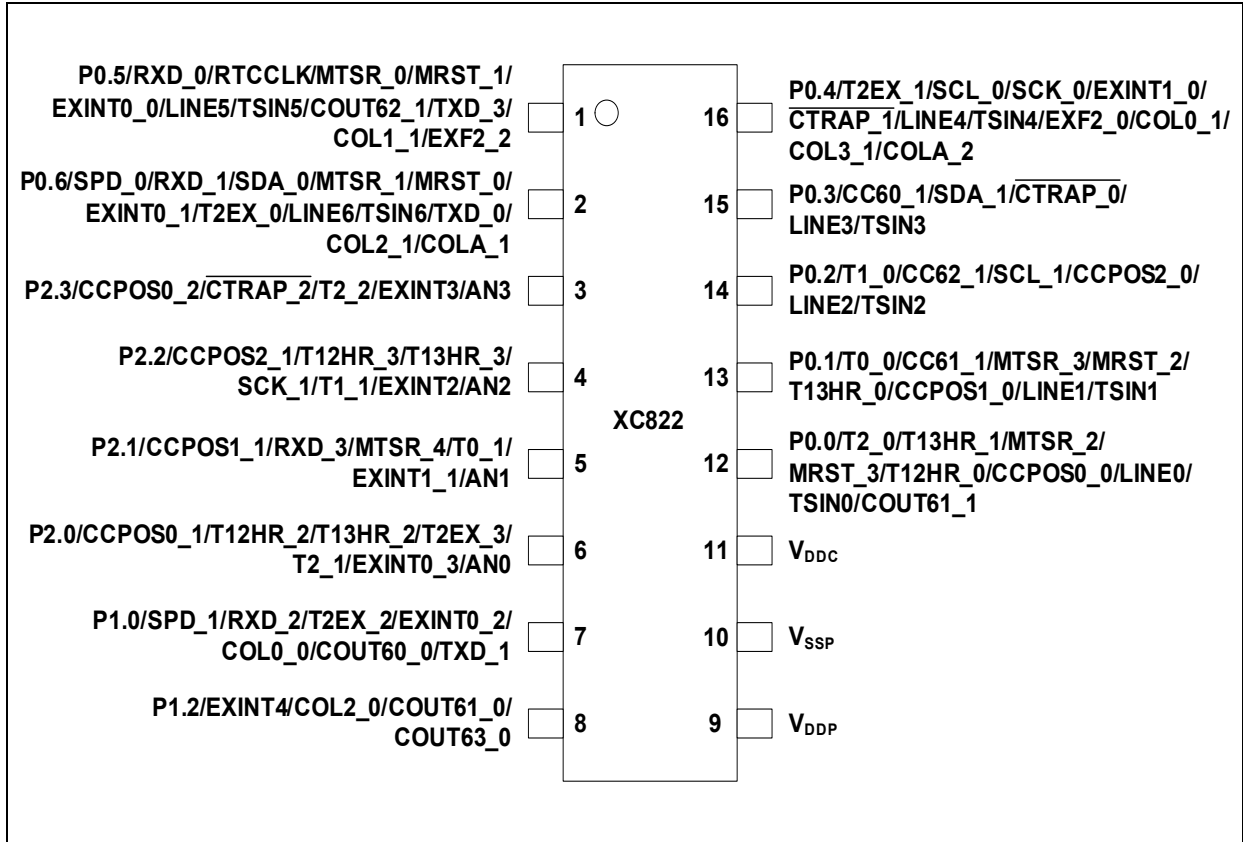 P0.5/RXD_0/RTCCLK/MTSR_0/MRST_1/
EXINT0_0/LINE5/TSIN5/COUT62_1/TXD_3/
COL1_1/EXF2_2
1
P0.6/SPD_0/RXD_1/SDA_0/MTSR_1/MRST_0/
EXINT0_1/T2EX_0/LINE6/TSIN6/TXD_0/
COL2_1/COLA_1
2
P2.3/CCPOS0_2/CTRAP_2/T2_2/EXINT3/AN3
3
P2.2/CCPOS2_1/T12HR_3/T13HR_3/
SCK_1/T1_1/EXINT2/AN2
4
P2.1/CCPOS1_1/RXD_3/MTSR_4/T0_1/
EXINT1_1/AN1
5
P2.0/CCPOS0_1/T12HR_2/T13HR_2/T2EX_3/
T2_1/EXINT0_3/AN0
6
P1.0/SPD_1/RXD_2/T2EX_2/EXINT0_2/
COL0_0/COUT60_0/TXD_1
7
P1.2/EXINT4/COL2_0/COUT61_0/
COUT63_0
8
XC822
16
P0.4/T2EX_1/SCL_0/SCK_0/EXINT1_0/
CTRAP_1/LINE4/TSIN4/EXF2_0/COL0_1/
COL3_1/COLA_2
15
P0.3/CC60_1/SDA_1/CTRAP_0/
LINE3/TSIN3
14
P0.2/T1_0/CC62_1/SCL_1/CCPOS2_0/
LINE2/TSIN2
13
P0.1/T0_0/CC61_1/MTSR_3/MRST_2/
T13HR_0/CCPOS1_0/LINE1/TSIN1
12
P0.0/T2_0/T13HR_1/MTSR_2/
MRST_3/T12HR_0/CCPOS0_0/LINE0/
TSIN0/COUT61_1
11
VDDC
10
VSSP
9
VDDP